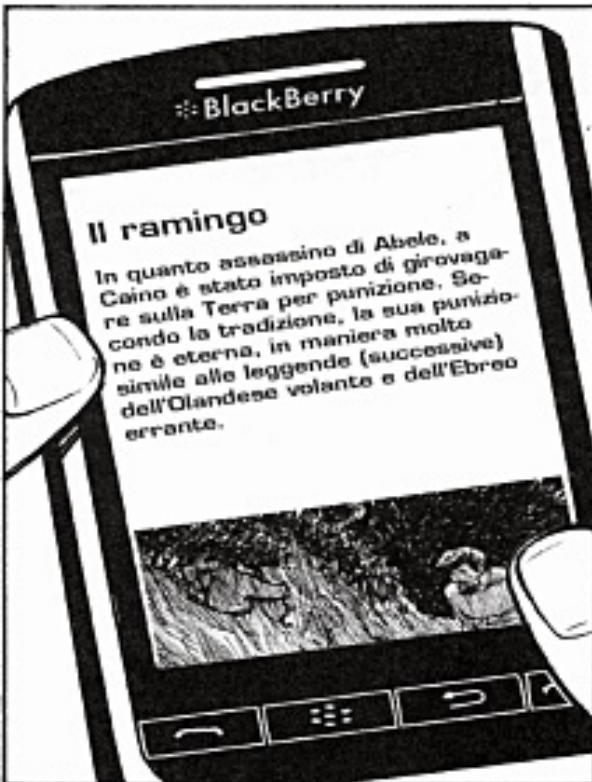 BlackBerry
Il ramingo
In quanto assassino di Abele, a
Caino è stato imposto di girovaga-
re sulla Terra per punizione. Se-
condo la tradizione, la sua punizio-
ne è eterna, in maniera molto
simile alle leggende (successive)
dell'Olandese volante e dell'Ebreo
errante.